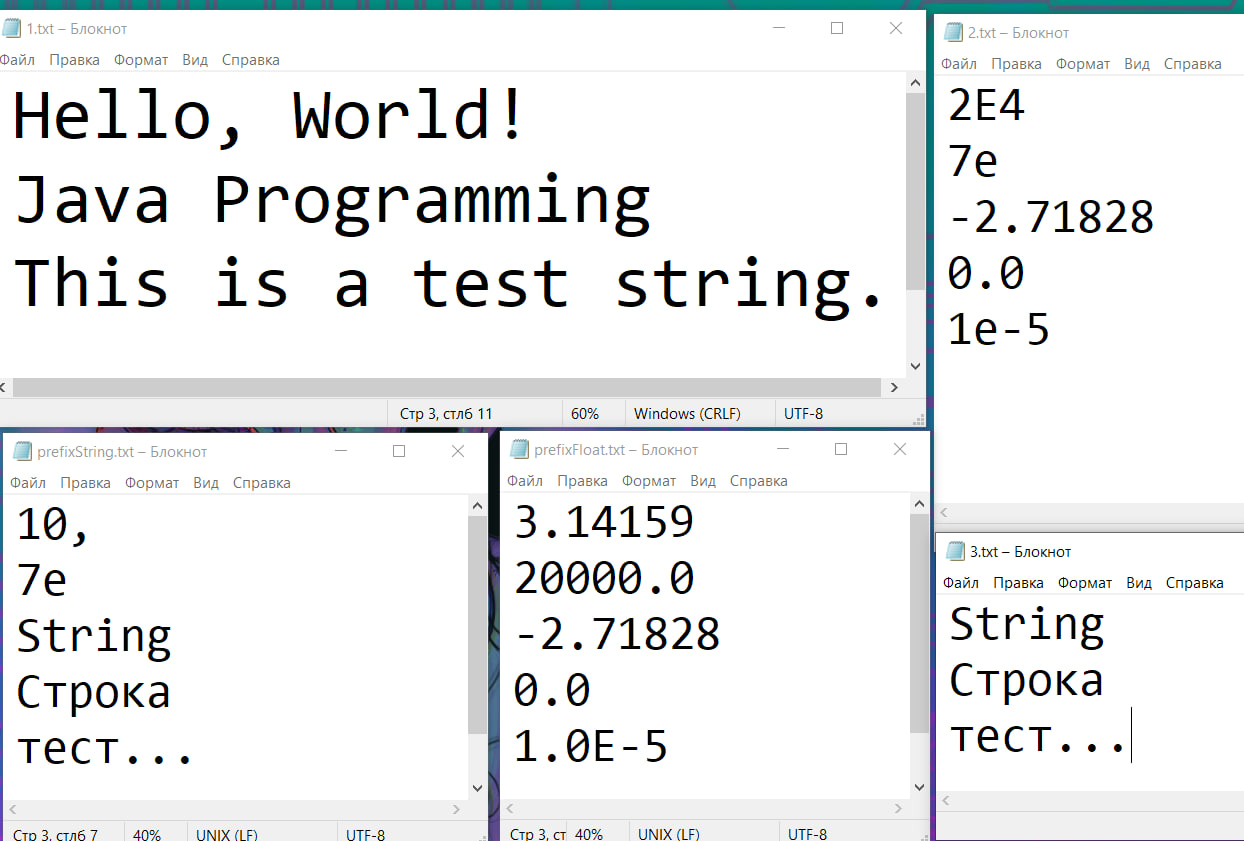 1.txt – Блокнот
Файл Правка Формат Вид Справка
Hello, World!
Java Programming
This is a test string.
Стр 3, стлб 11 60% Windows (CRLF) UTF-8
2.txt – Блокнот
Файл Правка Формат Вид Справка
2E4
7e
-2.71828
0.0
1e-5
prefixString.txt – Блокнот
Файл Правка Формат Вид Справка
10,
7e
String
Строка
тест...
Стр 3, стлб 7 40% UNIX (LF) UTF-8
prefixFloat.txt – Блокнот
Файл Правка Формат Вид Справка
3.14159
20000.0
-2.71828
0.0
1.0E-5
Стр 3, ст 40% UNIX (LF) UTF-8
3.txt – Блокнот
Файл Правка Формат Вид Справка
String
Строка
тест...